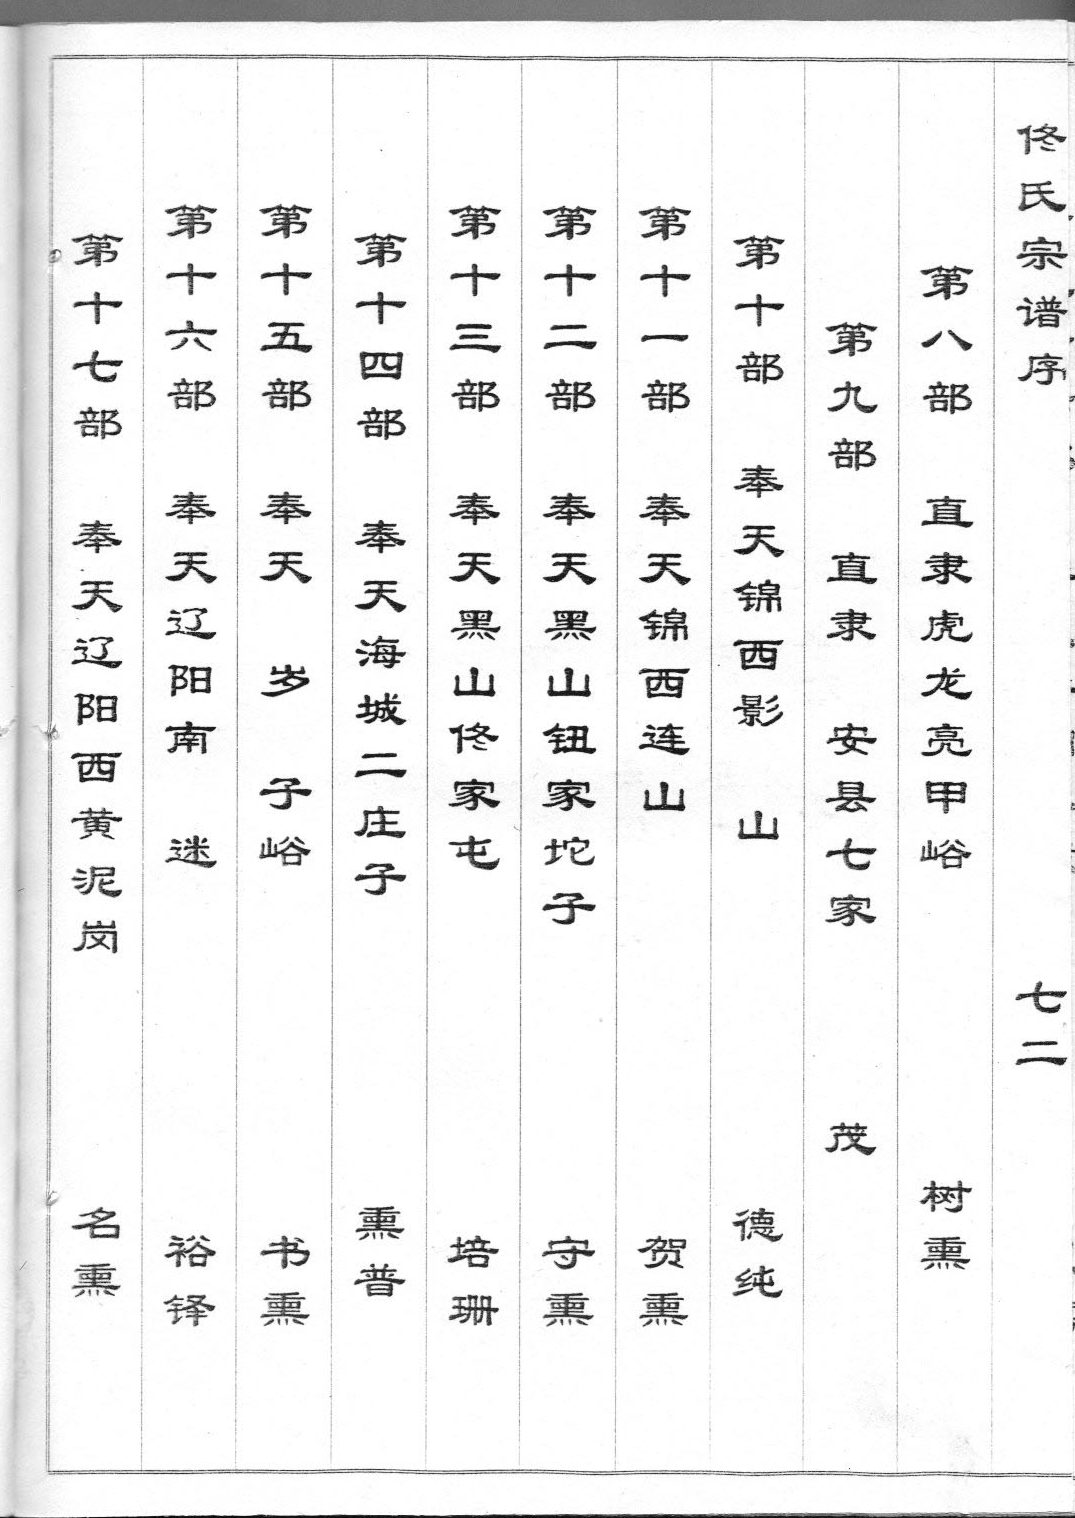 佟氏宗谱序　七二
第八部　直隶虎龙亮甲峪　树熏
第九部　直隶　安县七家　茂
第十部　奉天锦西影　山　德纯
第十一部　奉天锦西连山　贺熏
第十二部　奉天黑山钮家坨子　守熏
第十三部　奉天黑山佟家屯　培珊
第十四部　奉天海城二庄子　熏普
第十五部　奉天　岁　子峪　书熏
第十六部　奉天辽阳南　迷　裕铎
第十七部　奉天辽阳西黄泥岗　名熏